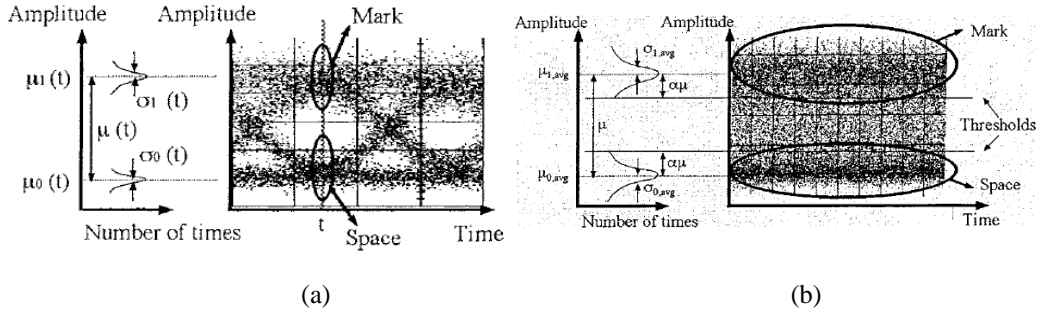 Amplitude
Amplitude
Mark
μ1 (t)
σ1 (t)
μ (t)
σ0 (t)
μ0 (t)
Number of times
t
Space
Time
(a)
Amplitude
Amplitude
Mark
σ1,avg
μ1,avg
αμ
μ
Thresholds
αμ
μ0,avg
σ0,avg
Space
Number of times
Time
(b)